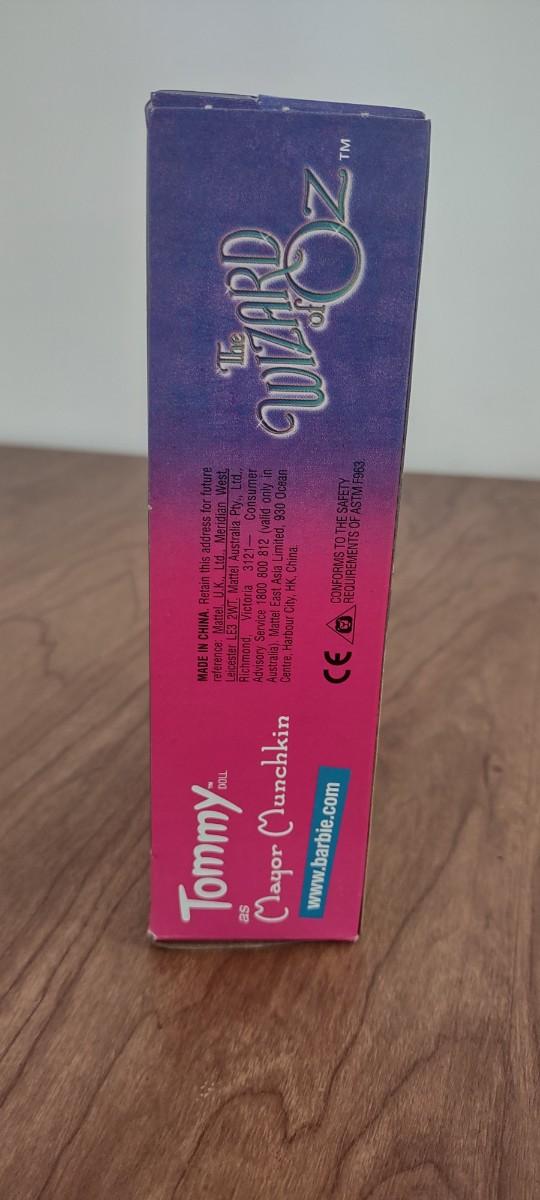 Tommy™
DOLL
as
Mayor Munchkin
www.barbie.com
MADE IN CHINA. Retain this address for future
reference: Mattel, U.K., Ltd., Meridian West,
Leicester LE3 2WT. Mattel Australia Pty., Ltd.,
Richmond, Victoria 3121— Consumer
Advisory Service 1800 800 812 (valid only in
Australia). Mattel East Asia Limited, 930 Ocean
Centre, Harbour City, HK, China.
CE
CONFORMS TO THE SAFETY
REQUIREMENTS OF ASTM F963.
The
WIZARD
of OZ™